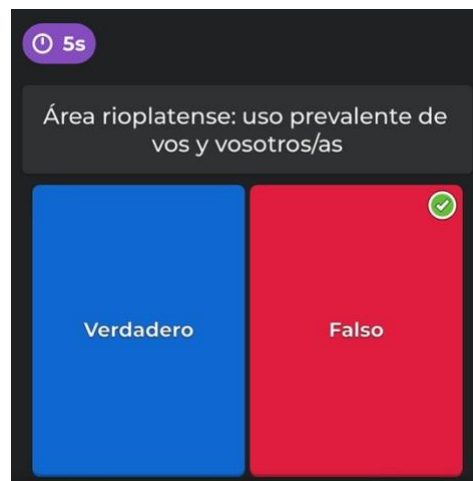 5s
Área rioplatense: uso prevalente de
vos y vosotros/as
Verdadero
Falso